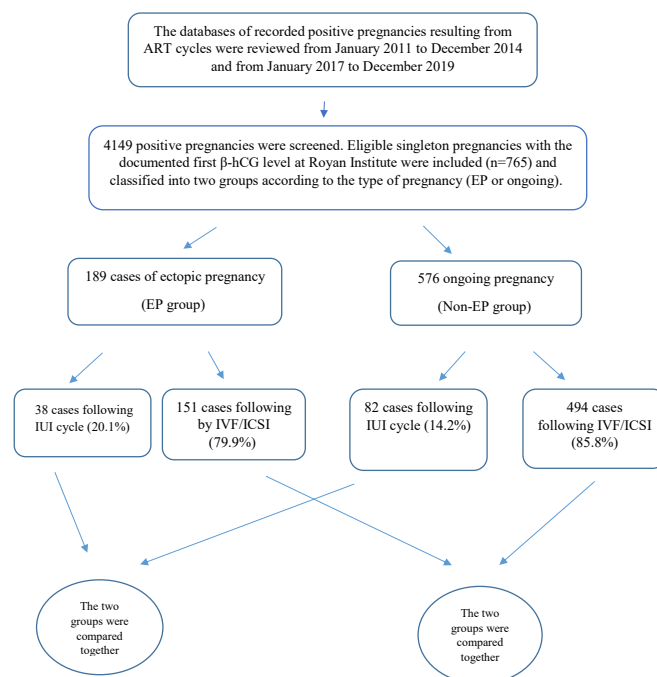 The databases of recorded positive pregnancies resulting from
ART cycles were reviewed from January 2011 to December 2014
and from January 2017 to December 2019
4149 positive pregnancies were screened. Eligible singleton pregnancies with the
documented first β-hCG level at Royan Institute were included (n=765) and
classified into two groups according to the type of pregnancy (EP or ongoing).
189 cases of ectopic pregnancy
(EP group)
576 ongoing pregnancy
(Non-EP group)
38 cases following
IUI cycle (20.1%)
151 cases following
by IVF/ICSI
(79.9%)
82 cases following
IUI cycle (14.2%)
494 cases
following IVF/ICSI
(85.8%)
The two
groups were
compared
together
The two
groups were
compared
together